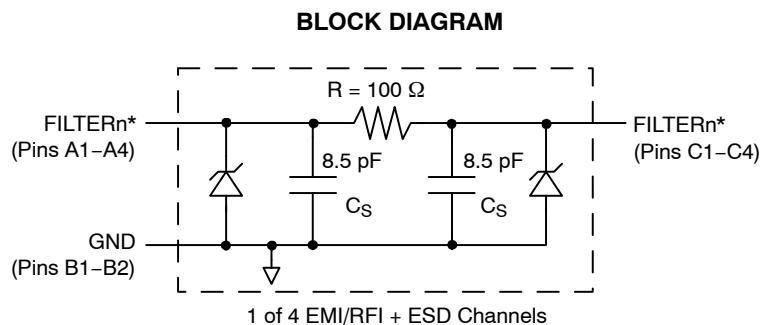 BLOCK DIAGRAM
R = 100 Ω
FILTERn*
(Pins A1–A4)
FILTERn*
(Pins C1–C4)
8.5 pF
8.5 pF
CS
CS
GND
(Pins B1–B2)
1 of 4 EMI/RFI + ESD Channels